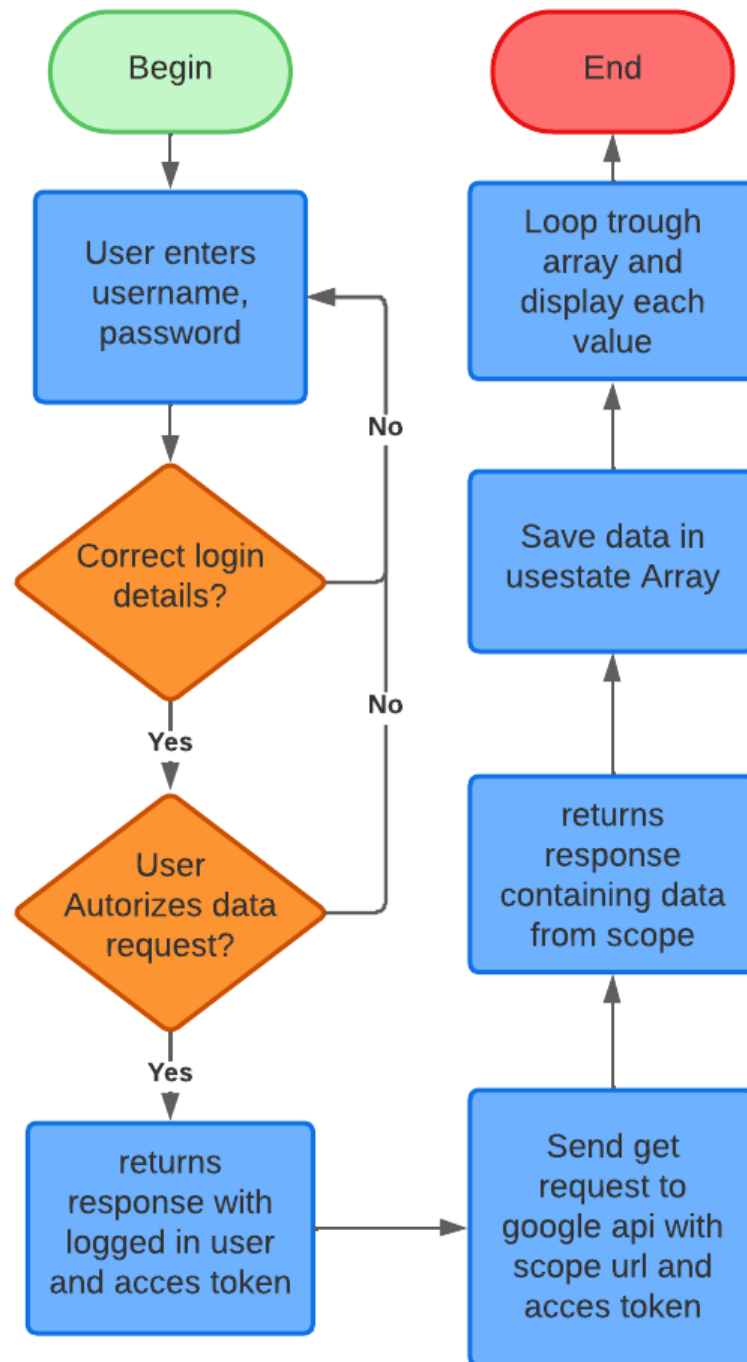 Begin
User enters
username,
password
No
Correct login
details?
Yes
No
User
Autorizes data
request?
Yes
returns
response with
logged in user
and acces token
Send get
request to
google api with
scope url and
acces token
returns
response
containing data
from scope
Save data in
usestate Array
Loop trough
array and
display each
value
End